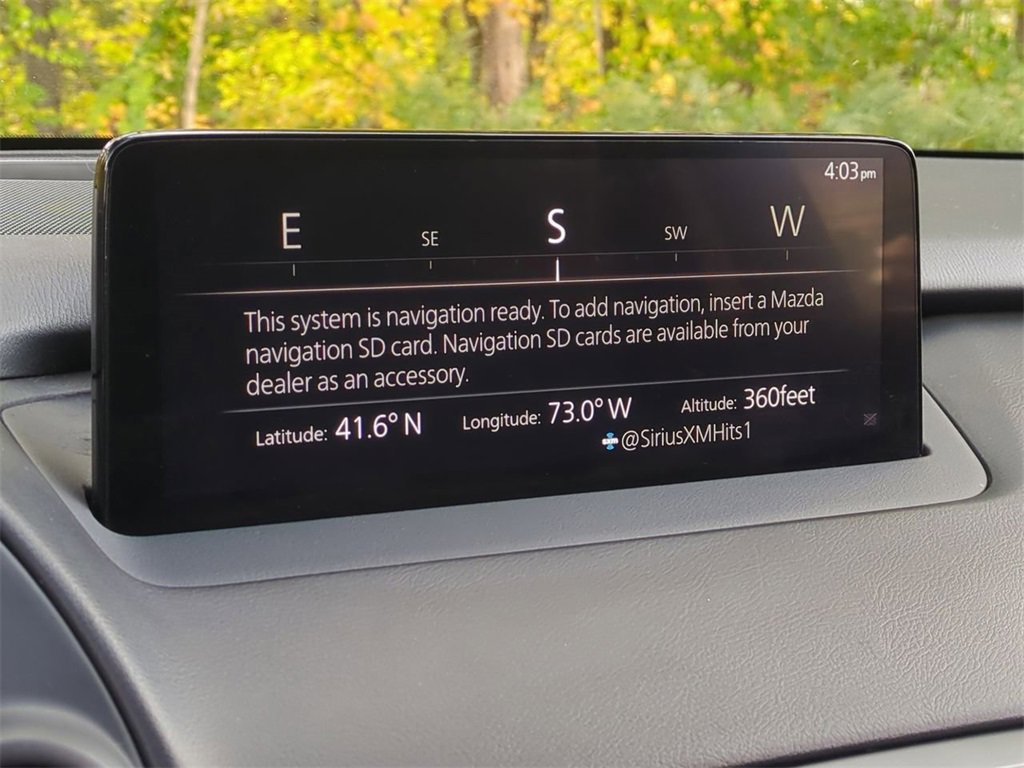 4:03pm
E SE S SW W
This system is navigation ready. To add navigation, insert a Mazda
navigation SD card. Navigation SD cards are available from your
dealer as an accessory.
Latitude: 41.6° N Longitude: 73.0° W Altitude: 360feet
SXM @SiriusXMHits1